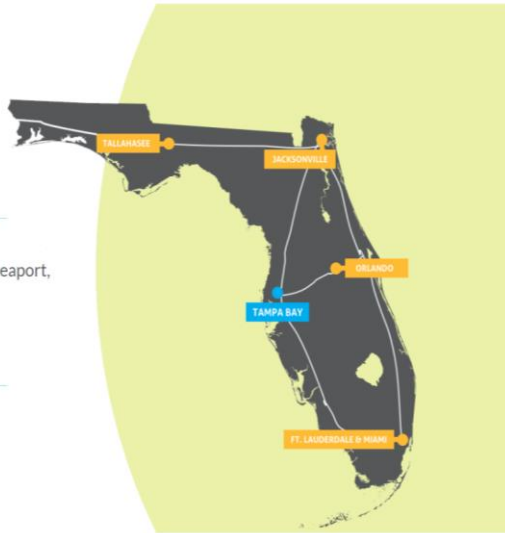 TALLAHASEE
JACKSONVILLE
eaport,
ORLANDO
TAMPA BAY
FT. LAUDERDALE & MIAMI